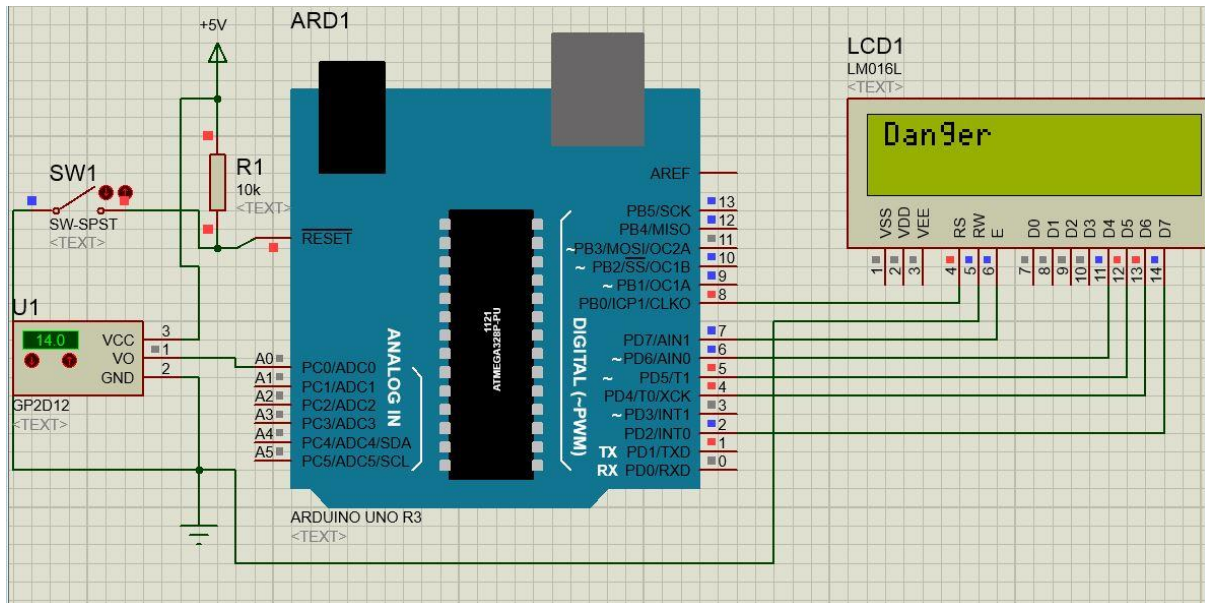 +5V
ARD1
LCD1
LM016L
<TEXT>
Danger
R1
10k
<TEXT>
SW1
SW-SPST
<TEXT>
RESET
1121
ATMEGA328P-PU
ANALOG IN
DIGITAL (~PWM)
AREF
PB5/SCK 13
PB4/MISO 12
~PB3/MOSI/OC2A 11
~ PB2/SS/OC1B 10
~ PB1/OC1A 9
PB0/ICP1/CLKO 8
PD7/AIN1 7
~PD6/AIN0 6
~ PD5/T1 5
PD4/T0/XCK 4
~PD3/INT1 3
PD2/INT0 2
TX PD1/TXD 1
RX PD0/RXD 0
VSS VDD VEE RS RW E D0 D1 D2 D3 D4 D5 D6 D7
1 2 3 4 5 6 7 8 9 10 11 12 13 14
U1
14.0
VCC 3
VO 1
GND 2
GP2D12
<TEXT>
A0 PC0/ADC0
A1 PC1/ADC1
A2 PC2/ADC2
A3 PC3/ADC3
A4 PC4/ADC4/SDA
A5 PC5/ADC5/SCL
ARDUINO UNO R3
<TEXT>